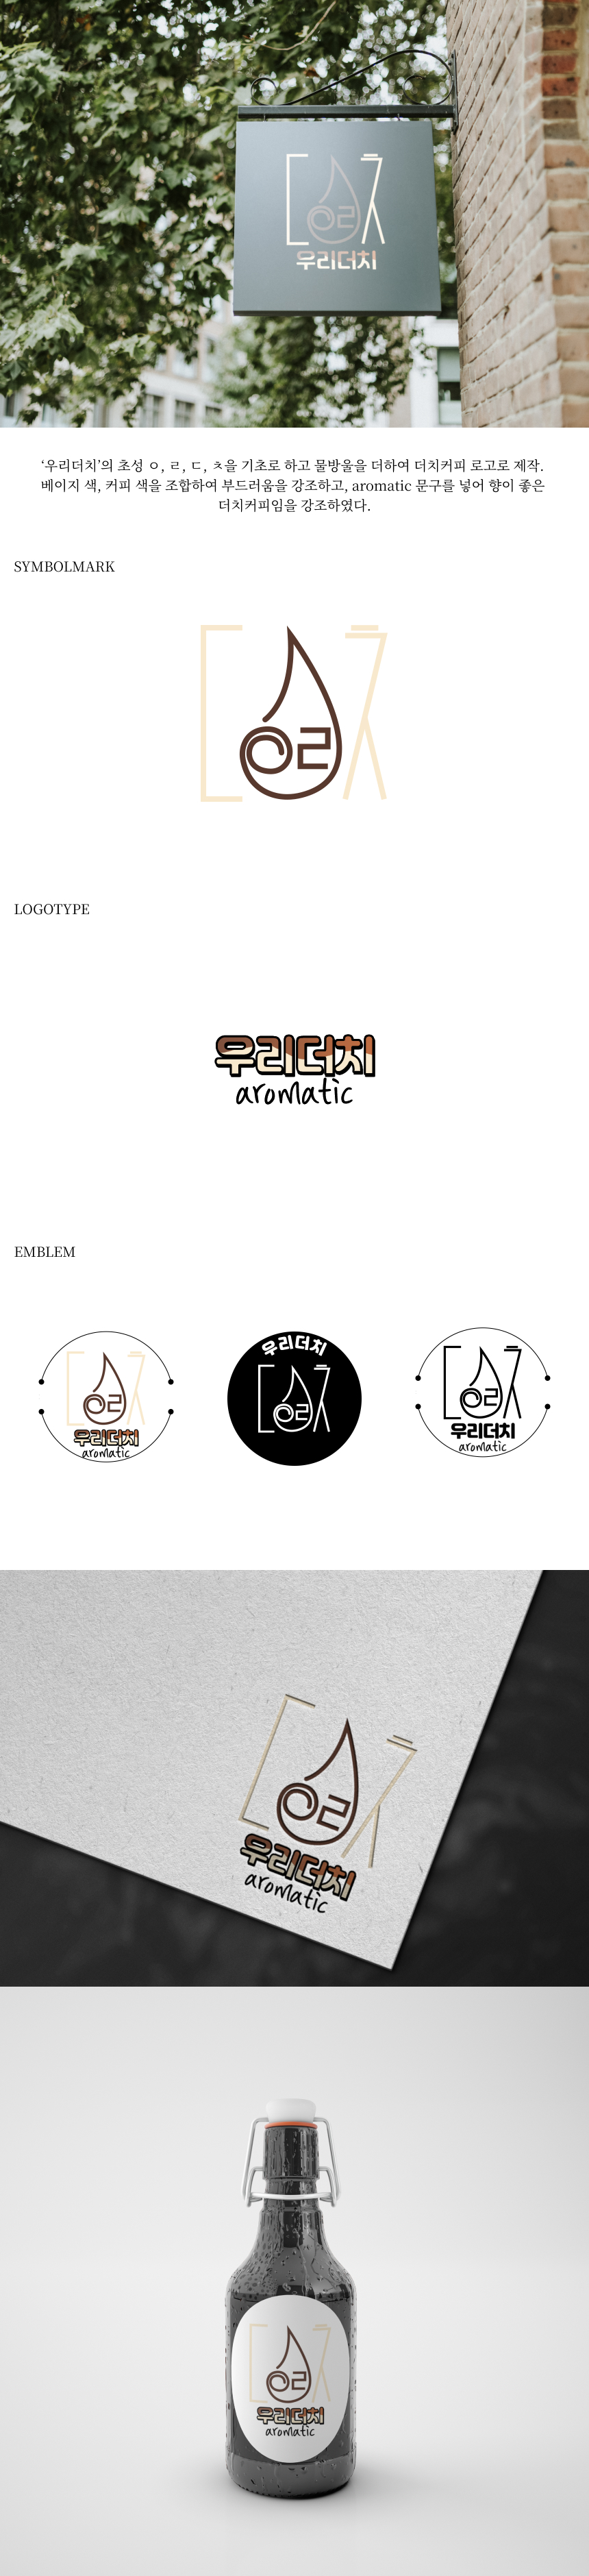 우리더치
‘우리더치’의 초성 ㅇ, ㄹ, ㄷ, ㅊ을 기초로 하고 물방울을 더하여 더치커피 로고로 제작.
베이지 색, 커피 색을 조합하여 부드러움을 강조하고, aromatic 문구를 넣어 향이 좋은
더치커피임을 강조하였다.
SYMBOLMARK
LOGOTYPE
우리더치
aromatic
EMBLEM
우리더치
aromatic
우리더치
우리더치
aromatic
우리더치
aromatic
우리더치
aromatic